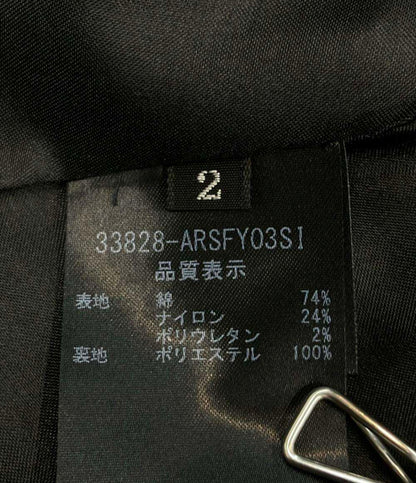 2
33828-ARSFY03SI
品質表示
表地 綿 74%
ナイロン 24%
ポリウレタン 2%
裏地 ポリエステル 100%